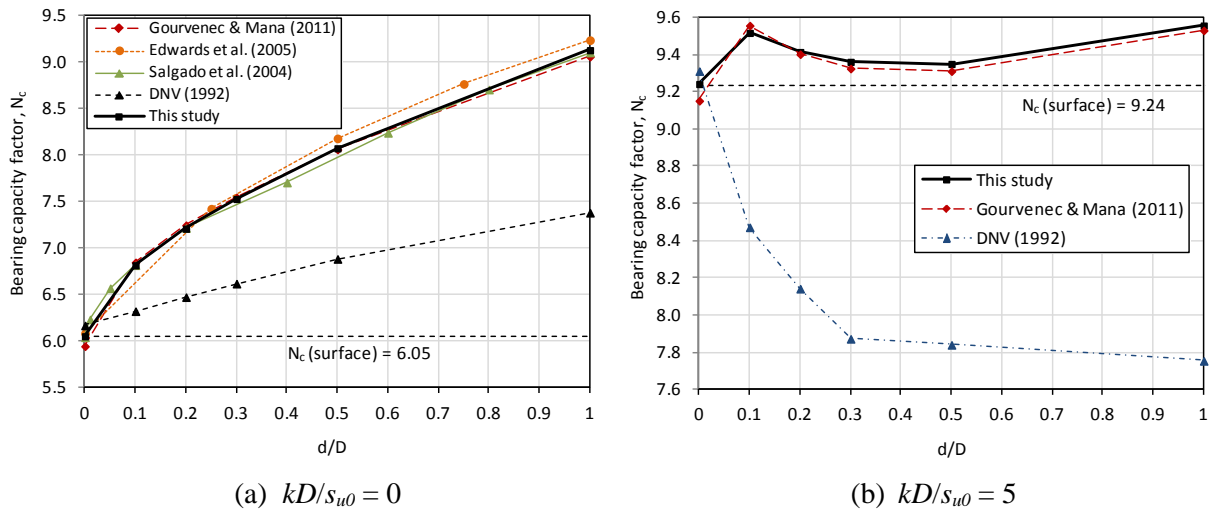 9.5
9.0
8.5
8.0
7.5
7.0
6.5
6.0
5.5
Bearing capacity factor, Nc
Gourvenec & Mana (2011)
Edwards et al. (2005)
Salgado et al. (2004)
DNV (1992)
This study
Nc (surface) = 6.05
0 0.1 0.2 0.3 0.4 0.5 0.6 0.7 0.8 0.9 1
d/D
(a) kD/su0 = 0
9.6
9.4
9.2
9.0
8.8
8.6
8.4
8.2
8.0
7.8
7.6
Bearing capacity factor, Nc
Nc (surface) = 9.24
This study
Gourvenec & Mana (2011)
DNV (1992)
0 0.1 0.2 0.3 0.4 0.5 0.6 0.7 0.8 0.9 1
d/D
(b) kD/su0 = 5